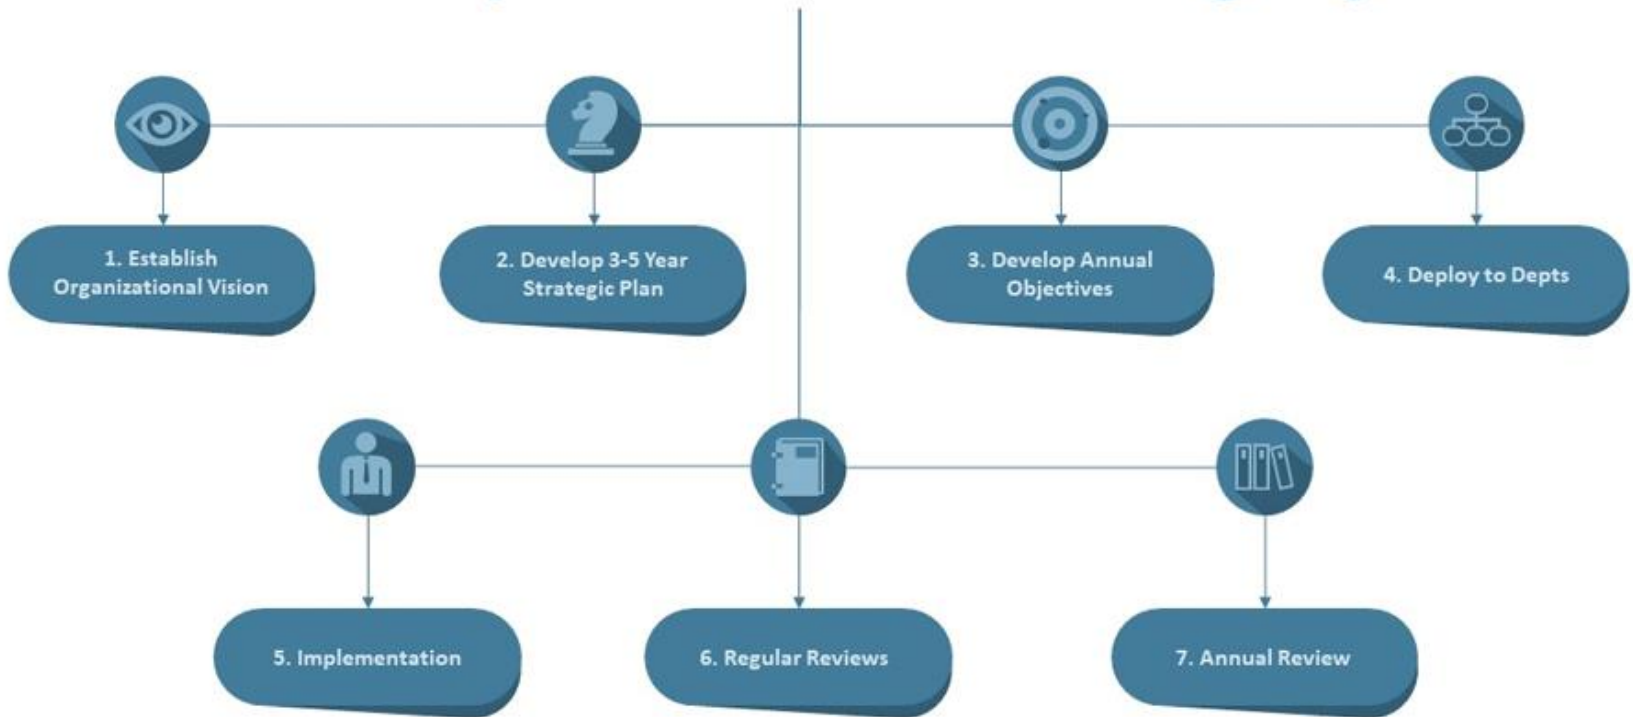 1. Establish
Organizational Vision
2. Develop 3-5 Year
Strategic Plan
3. Develop Annual
Objectives
4. Deploy to Depts
5. Implementation
6. Regular Reviews
7. Annual Review